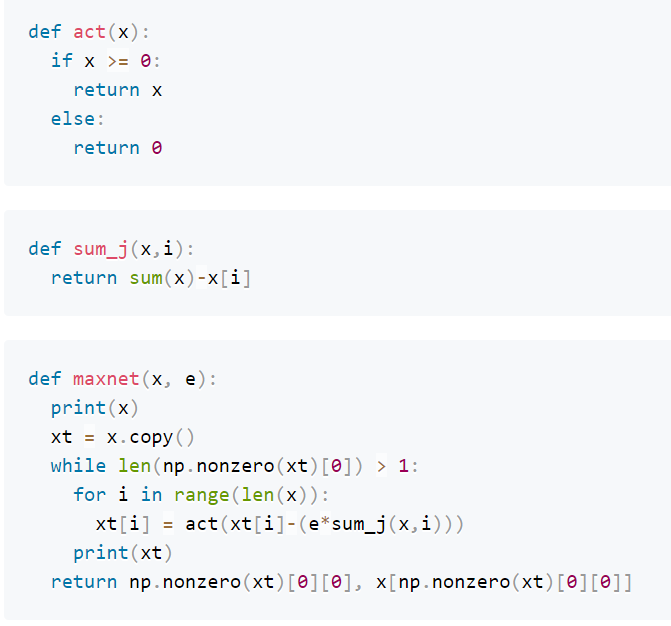 def act(x):
  if x >= 0:
    return x
  else:
    return 0
def sum_j(x,i):
  return sum(x)-x[i]
def maxnet(x, e):
  print(x)
  xt = x.copy()
  while len(np.nonzero(xt)[0]) > 1:
    for i in range(len(x)):
      xt[i] = act(xt[i]-(e*sum_j(x,i)))
    print(xt)
  return np.nonzero(xt)[0][0], x[np.nonzero(xt)[0][0]]